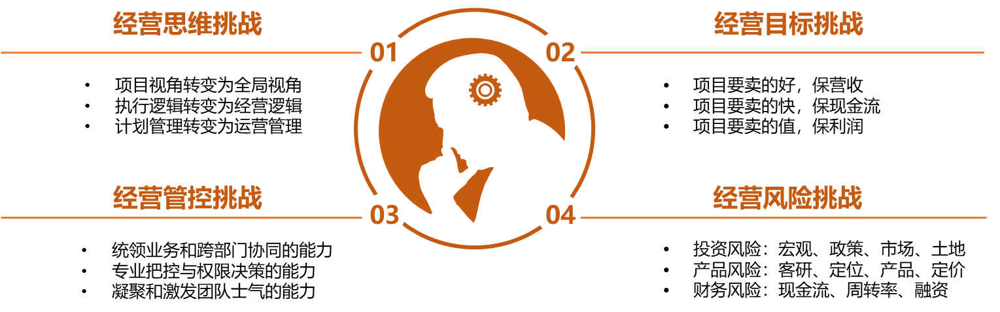 经营思维挑战
01
• 项目视角转变为全局视角
• 执行逻辑转变为经营逻辑
• 计划管理转变为运营管理
经营目标挑战
02
• 项目要卖的好，保营收
• 项目要卖的快，保现金流
• 项目要卖的值，保利润
经营管控挑战
03
• 统领业务和跨部门协同的能力
• 专业把控与权限决策的能力
• 凝聚和激发团队士气的能力
经营风险挑战
04
• 投资风险：宏观、政策、市场、土地
• 产品风险：客研、定位、产品、定价
• 财务风险：现金流、周转率、融资